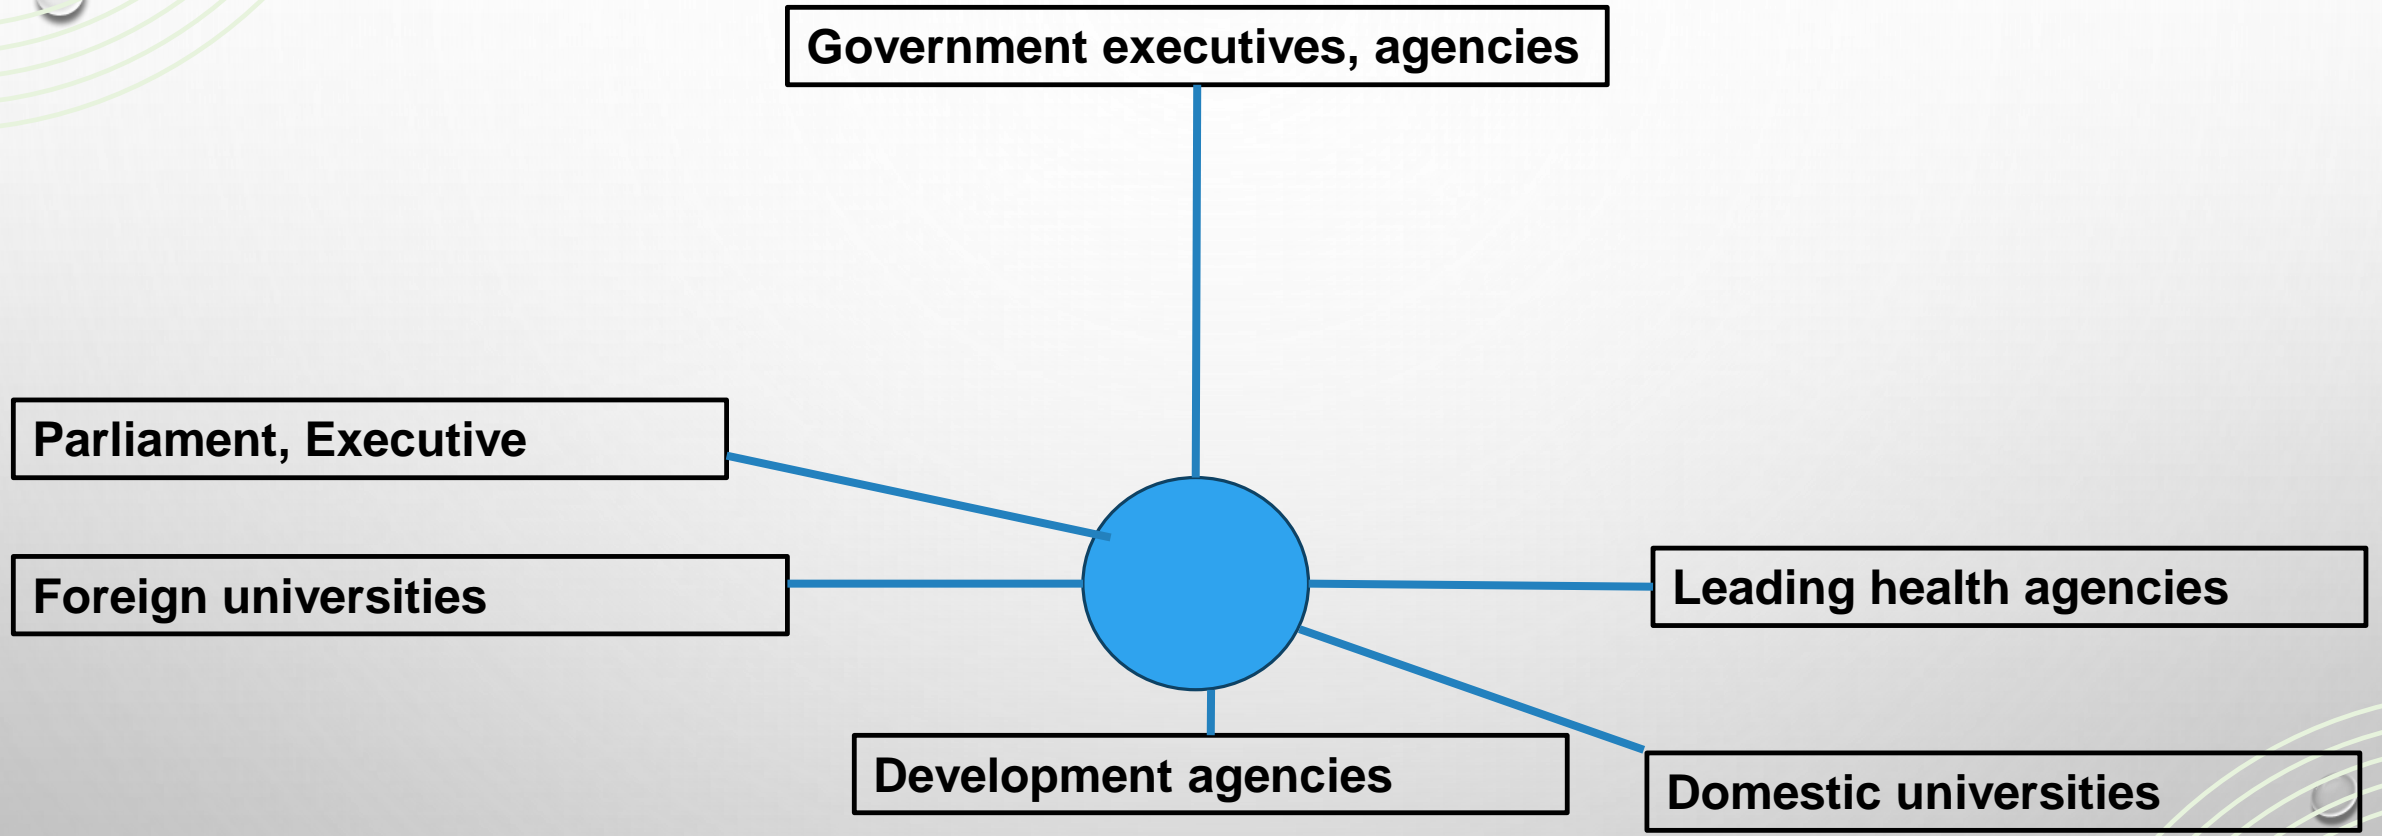 Government executives, agencies
Parliament, Executive
Foreign universities
Leading health agencies
Development agencies
Domestic universities